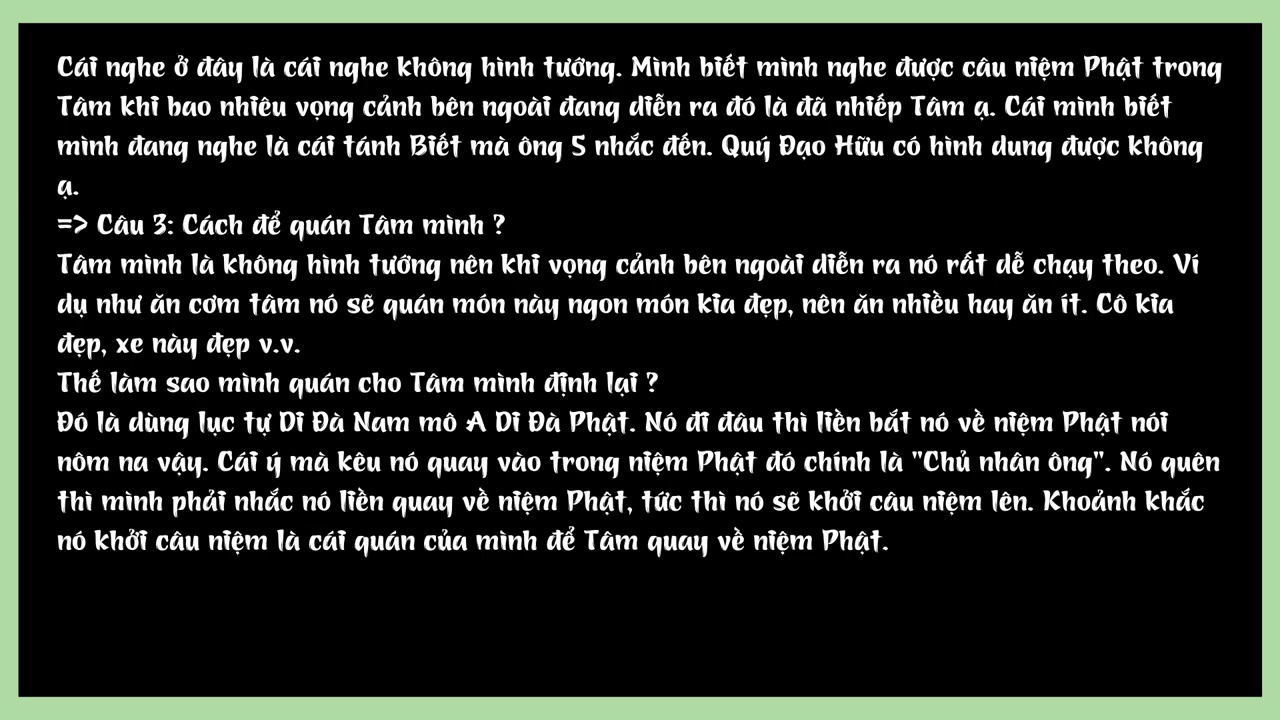 Cái nghe ở đây là cái nghe không hình tướng. Mình biết mình nghe được câu niệm Phật trong
Tâm khi bao nhiêu vọng cảnh bên ngoài đang diễn ra đó là đã nhiếp Tâm ạ. Cái mình biết
mình đang nghe là cái tánh Biết mà ông 5 nhắc đến. Quý Đạo Hữu có hình dung được không
ạ.
=> Câu 3: Cách để quán Tâm mình ?
Tâm mình là không hình tướng nên khi vọng cảnh bên ngoài diễn ra nó rất dễ chạy theo. Ví
dụ như ăn cơm tâm nó sẽ quán món này ngon món kia đẹp, nên ăn nhiều hay ăn ít. Cô kia
đẹp, xe này đẹp v.v.
Thế làm sao mình quán cho Tâm mình định lại ?
Đó là dùng lục tự Di Đà Nam mô A Di Đà Phật. Nó đi đâu thì liền bắt nó về niệm Phật nói
nôm na vậy. Cái ý mà kêu nó quay vào trong niệm Phật đó chính là "Chủ nhân ông". Nó quên
thì mình phải nhắc nó liền quay về niệm Phật, tức thì nó sẽ khởi câu niệm lên. Khoảnh khắc
nó khởi câu niệm là cái quán của mình để Tâm quay về niệm Phật.